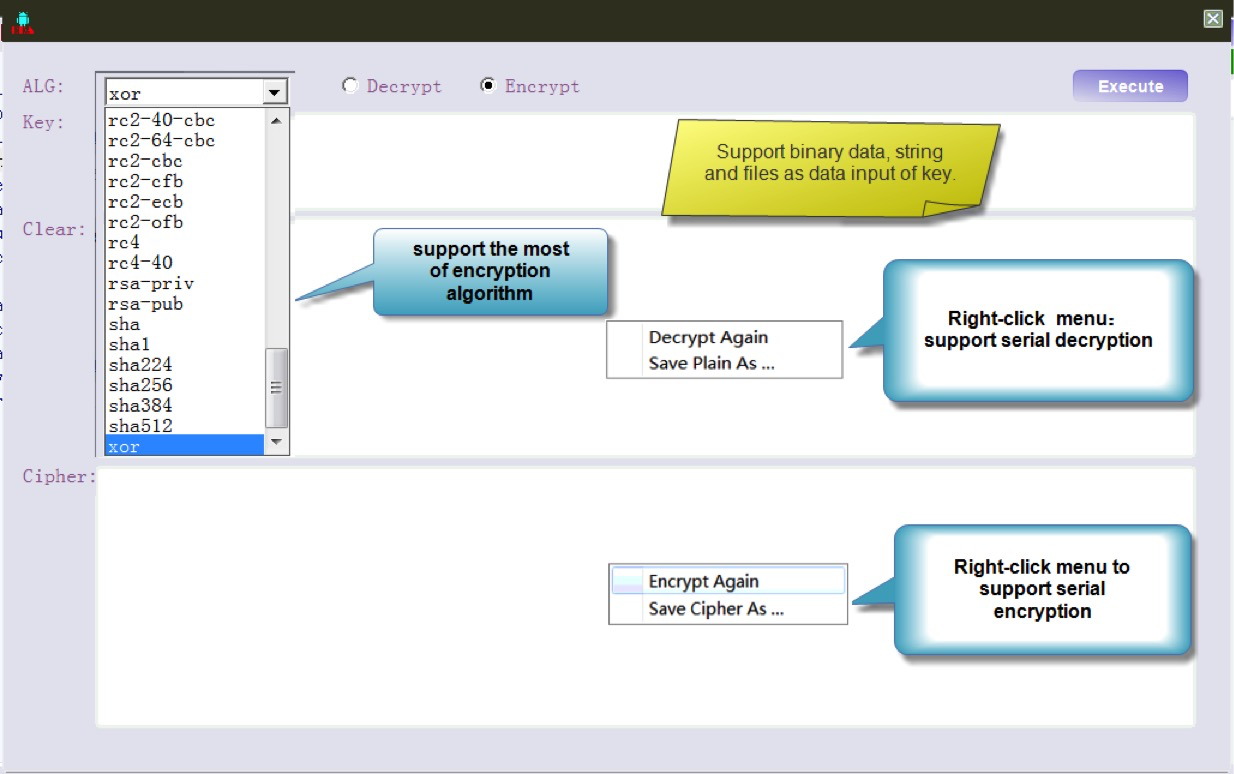 ALG:
xor
Decrypt
Encrypt
Execute
Key:
rc2-40-cbc
rc2-64-cbc
rc2-cbc
rc2-cfb
rc2-ecb
rc2-ofb
rc4
rc4-40
rsa-priv
rsa-pub
sha
sha1
sha224
sha256
sha384
sha512
xor
Support binary data, string
and files as data input of key.
Clear:
support the most
of encryption
algorithm
Decrypt Again
Save Plain As ...
Right-click menu:
support serial decryption
Cipher:
Encrypt Again
Save Cipher As ...
Right-click menu to
support serial
encryption